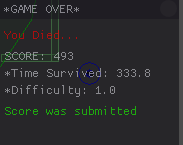 *GAME OVER*
You Died...
SCORE: 493
*Time Survived: 333.8
*Difficulty: 1.0
Score was submitted